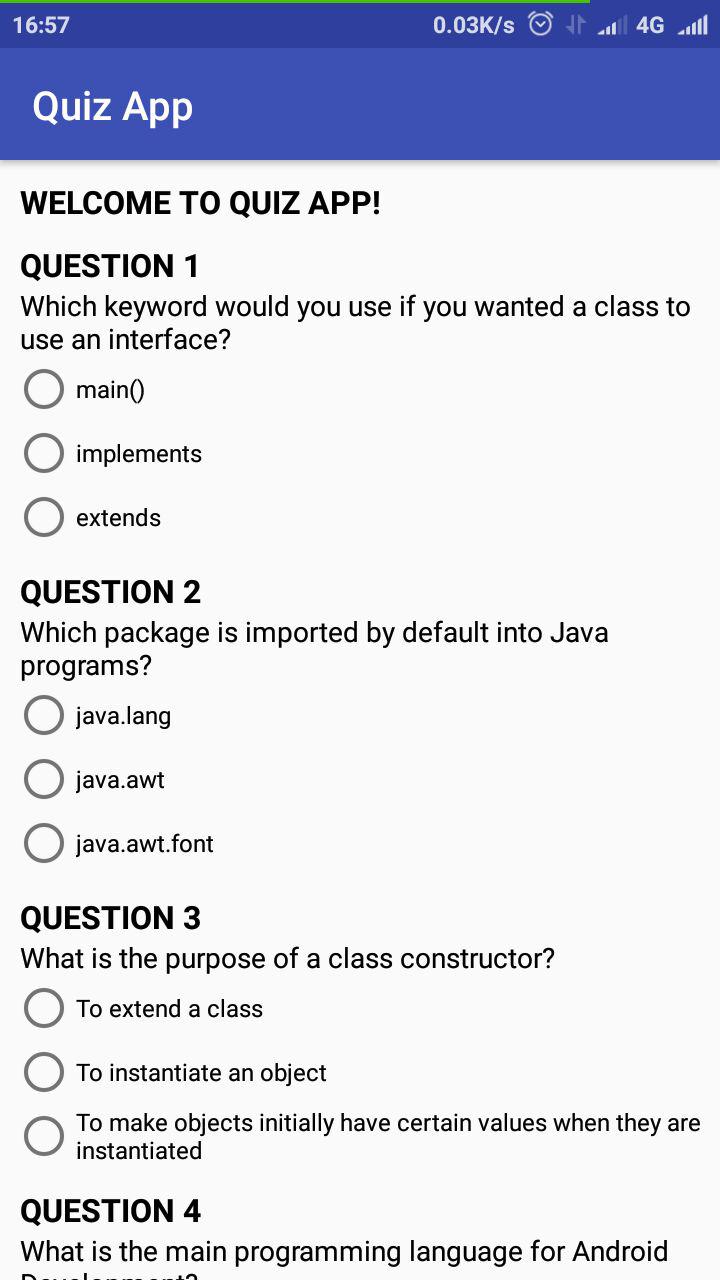 16:57 0.03K/s 4G
Quiz App
WELCOME TO QUIZ APP!
QUESTION 1
Which keyword would you use if you wanted a class to
use an interface?
main()
implements
extends
QUESTION 2
Which package is imported by default into Java
programs?
java.lang
java.awt
java.awt.font
QUESTION 3
What is the purpose of a class constructor?
To extend a class
To instantiate an object
To make objects initially have certain values when they are
instantiated
QUESTION 4
What is the main programming language for Android
Development?